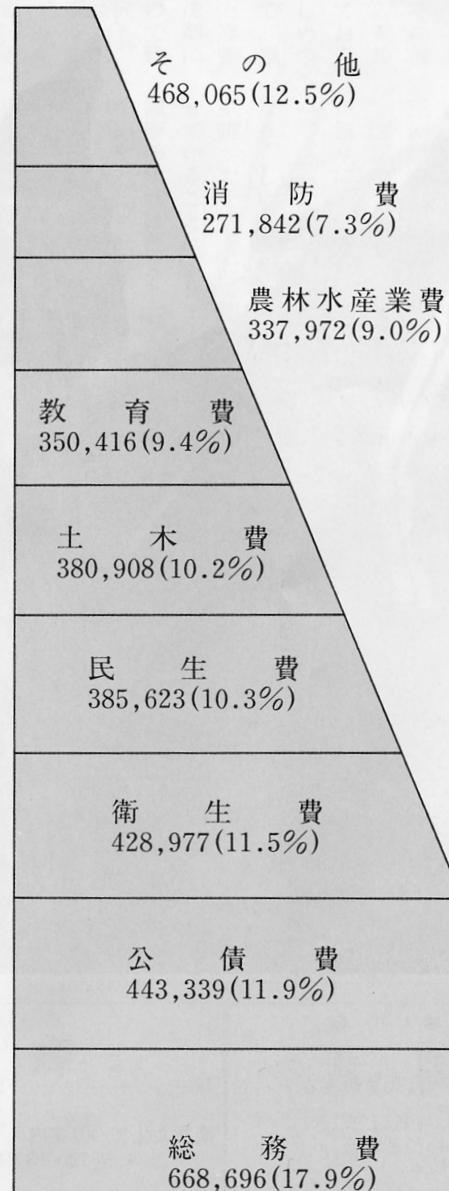 その他
468,065(12.5%)
消防費
271,842(7.3%)
農林水産業費
337,972(9.0%)
教育費
350,416(9.4%)
土木費
380,908(10.2%)
民生費
385,623(10.3%)
衛生費
428,977(11.5%)
公債費
443,339(11.9%)
総務費
668,696(17.9%)